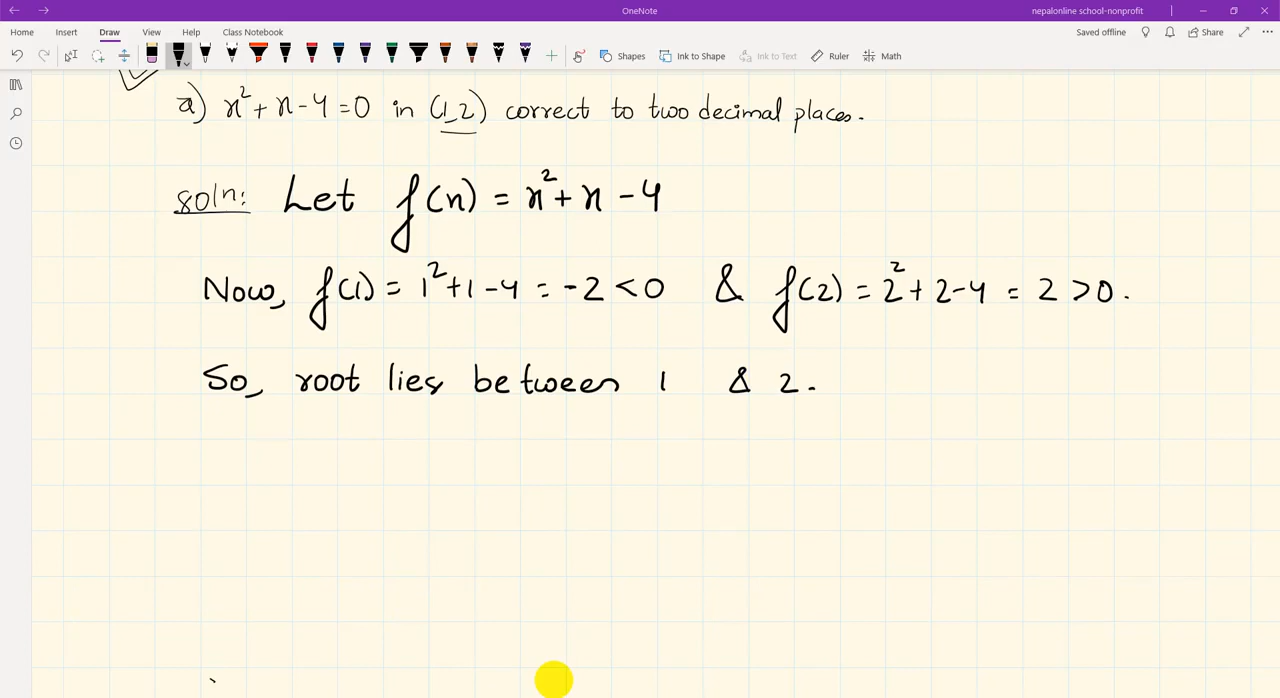 OneNote
nepalonline school-nonprofit
Home Insert Draw View Help Class Notebook
Saved offline Share
Shapes Ink to Shape Ink to Text Ruler Math
a) x² + x - 4 = 0 in (1, 2) correct to two decimal places.
soln: Let f(x) = x² + x - 4
Now, f(1) = 1² + 1 - 4 = -2 < 0 & f(2) = 2² + 2 - 4 = 2 > 0.
So, root lies between 1 & 2.